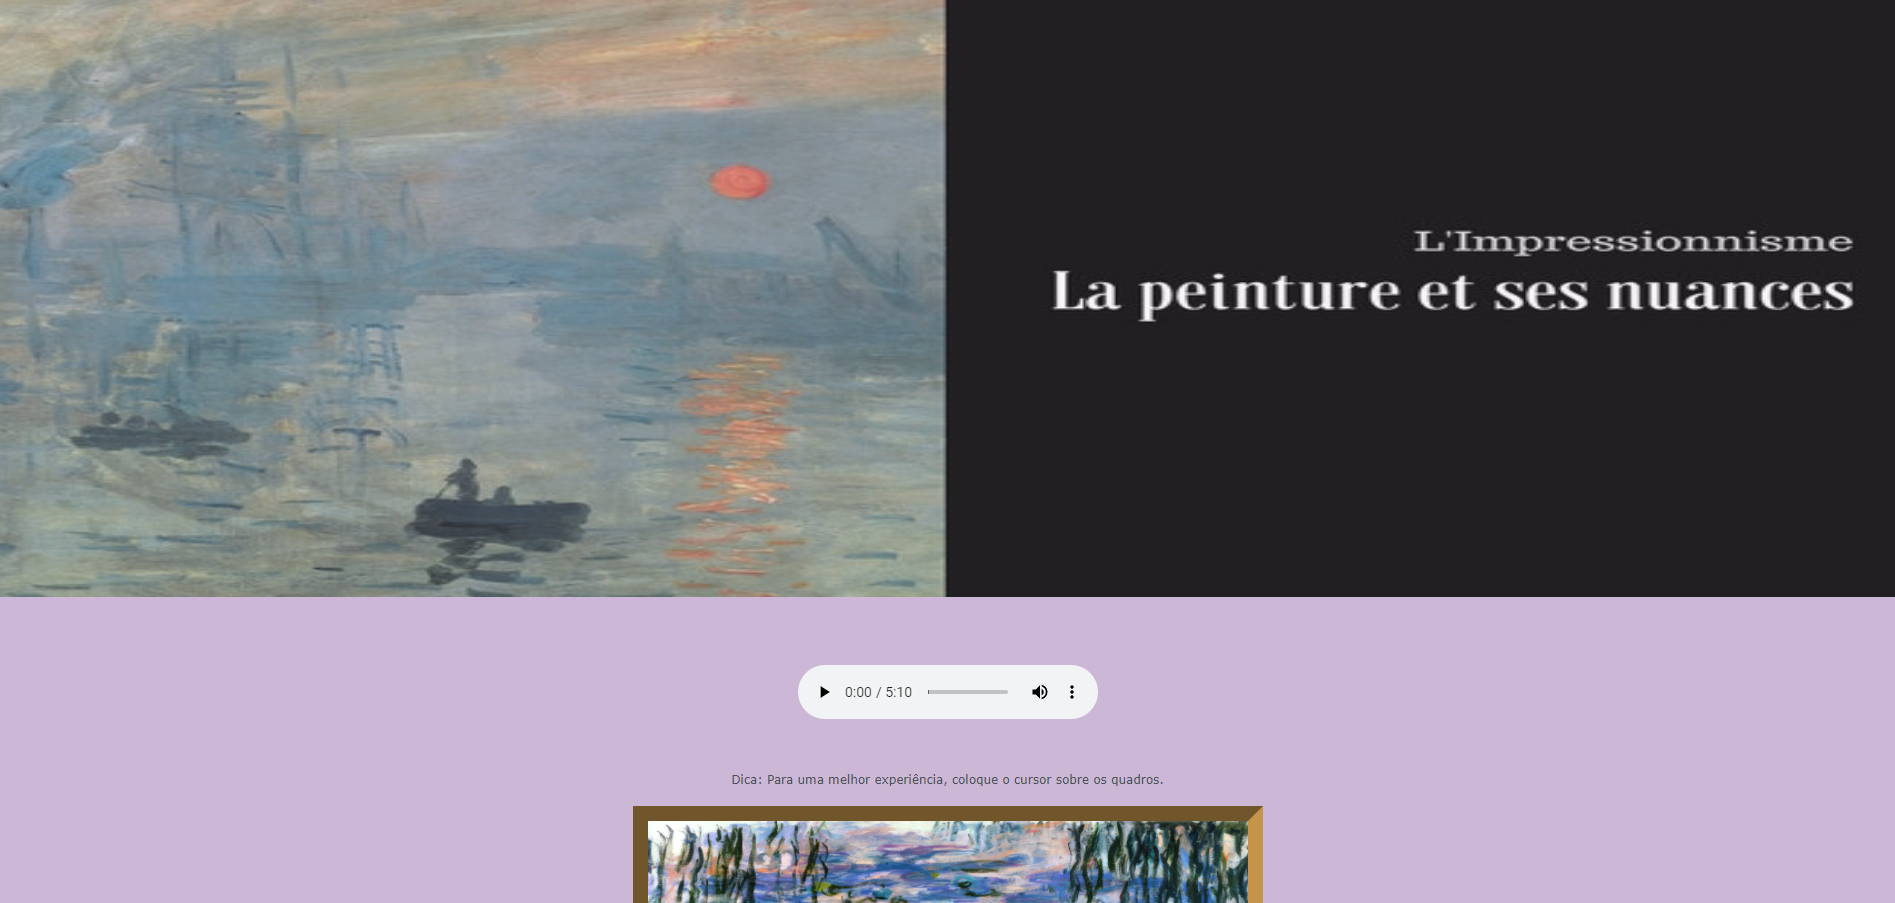 L'Impressionnisme
La peinture et ses nuances
0:00 / 5:10
Dica: Para uma melhor experiência, coloque o cursor sobre os quadros.